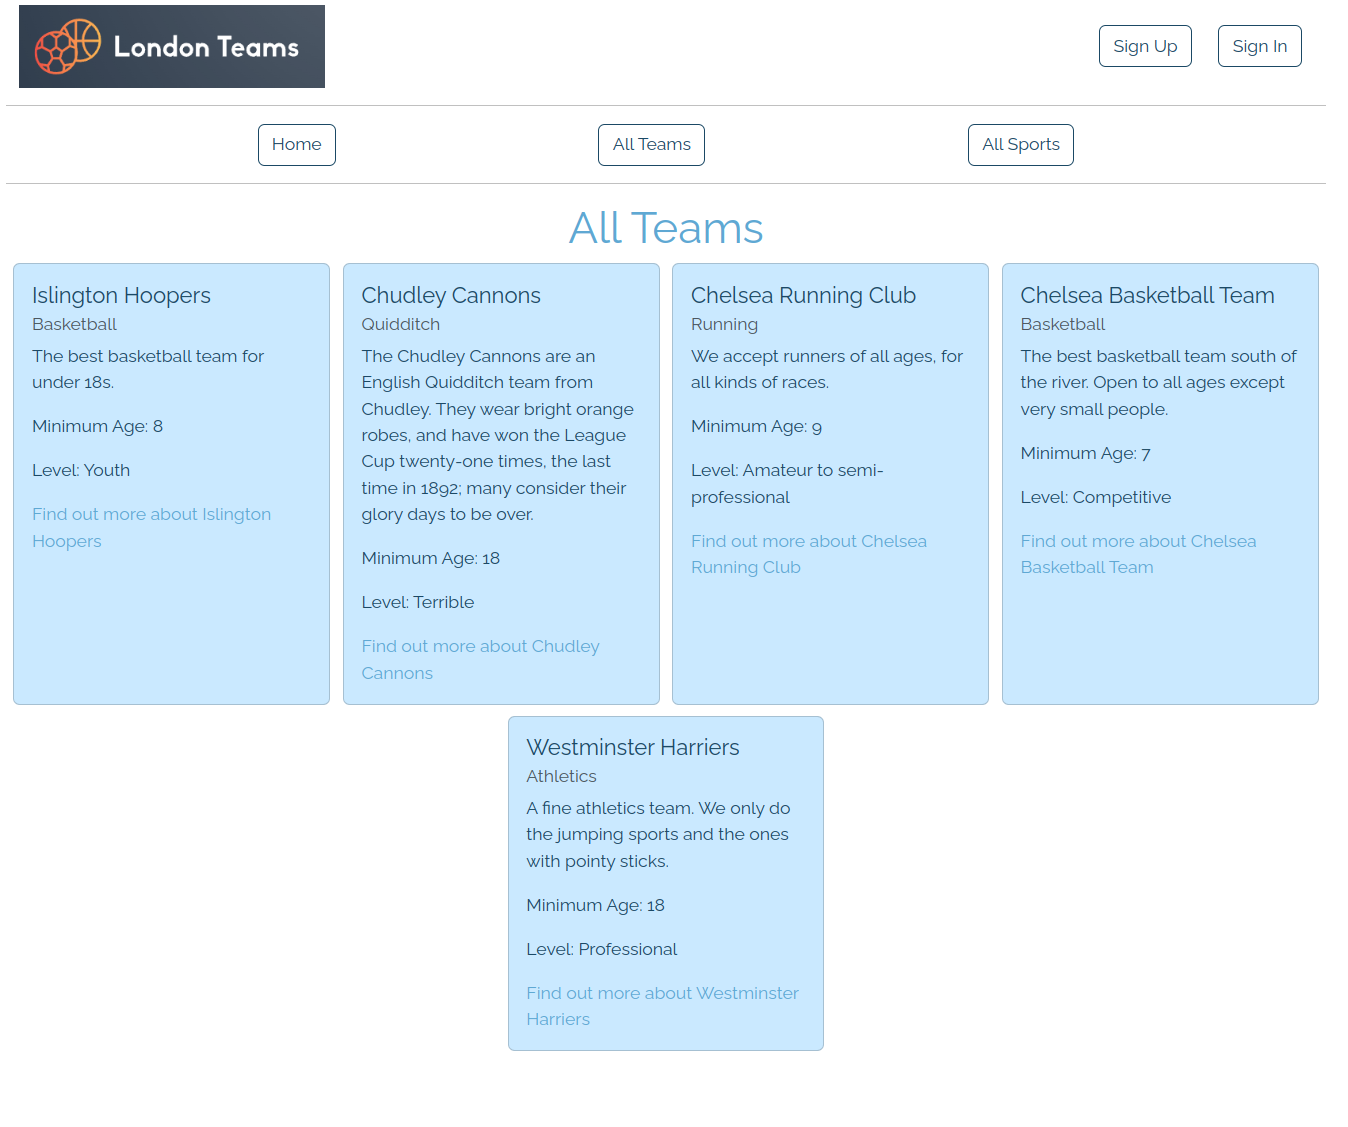 London Teams
Sign Up
Sign In
Home
All Teams
All Sports
All Teams
Islington Hoopers
Basketball
The best basketball team for
under 18s.
Minimum Age: 8
Level: Youth
Find out more about Islington
Hoopers
Chudley Cannons
Quidditch
The Chudley Cannons are an
English Quidditch team from
Chudley. They wear bright orange
robes, and have won the League
Cup twenty-one times, the last
time in 1892; many consider their
glory days to be over.
Minimum Age: 18
Level: Terrible
Find out more about Chudley
Cannons
Chelsea Running Club
Running
We accept runners of all ages, for
all kinds of races.
Minimum Age: 9
Level: Amateur to semi-
professional
Find out more about Chelsea
Running Club
Chelsea Basketball Team
Basketball
The best basketball team south of
the river. Open to all ages except
very small people.
Minimum Age: 7
Level: Competitive
Find out more about Chelsea
Basketball Team
Westminster Harriers
Athletics
A fine athletics team. We only do
the jumping sports and the ones
with pointy sticks.
Minimum Age: 18
Level: Professional
Find out more about Westminster
Harriers